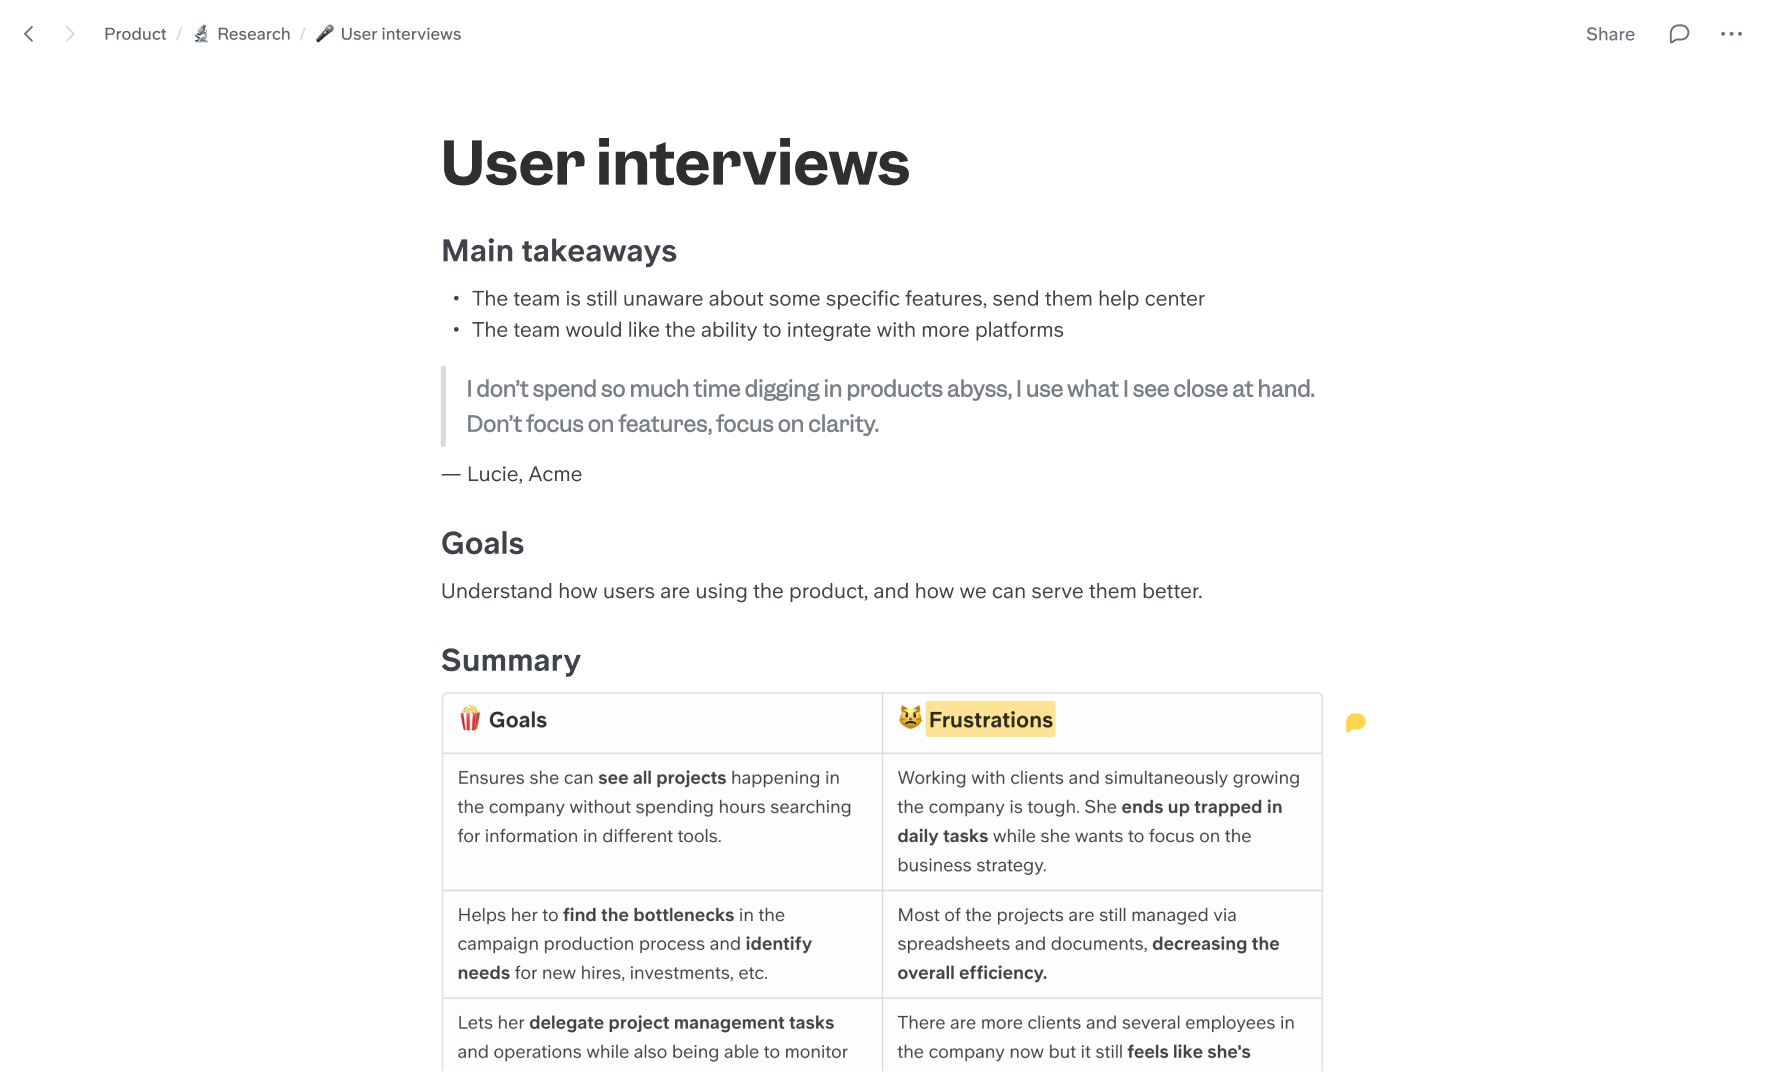 Product / Research / User interviews
Share
User interviews
Main takeaways
• The team is still unaware about some specific features, send them help center
• The team would like the ability to integrate with more platforms
I don’t spend so much time digging in products abyss, I use what I see close at hand.
Don’t focus on features, focus on clarity.
— Lucie, Acme
Goals
Understand how users are using the product, and how we can serve them better.
Summary
🍿 Goals
😾 Frustrations
Ensures she can see all projects happening in
the company without spending hours searching
for information in different tools.
Working with clients and simultaneously growing
the company is tough. She ends up trapped in
daily tasks while she wants to focus on the
business strategy.
Helps her to find the bottlenecks in the
campaign production process and identify
needs for new hires, investments, etc.
Most of the projects are still managed via
spreadsheets and documents, decreasing the
overall efficiency.
Lets her delegate project management tasks
and operations while also being able to monitor
There are more clients and several employees in
the company now but it still feels like she's